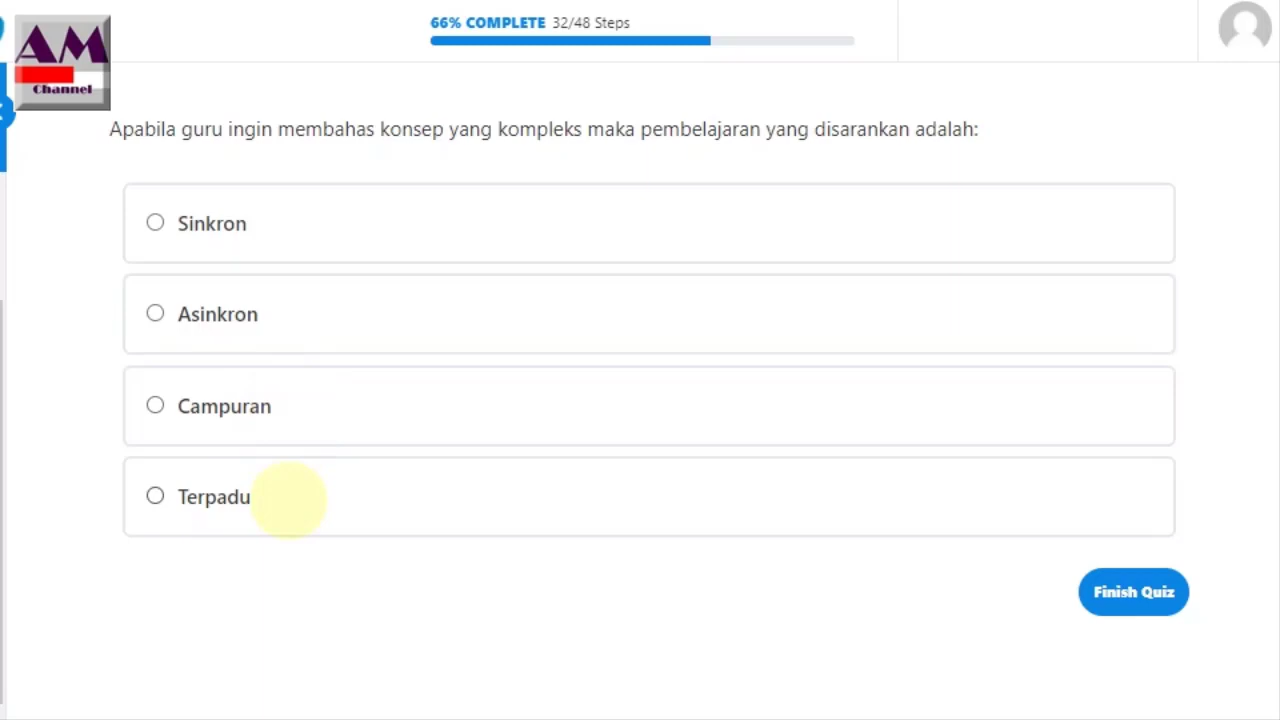 AM
Channel
66% COMPLETE 32/48 Steps
Apabila guru ingin membahas konsep yang kompleks maka pembelajaran yang disarankan adalah:
Sinkron
Asinkron
Campuran
Terpadu
Finish Quiz